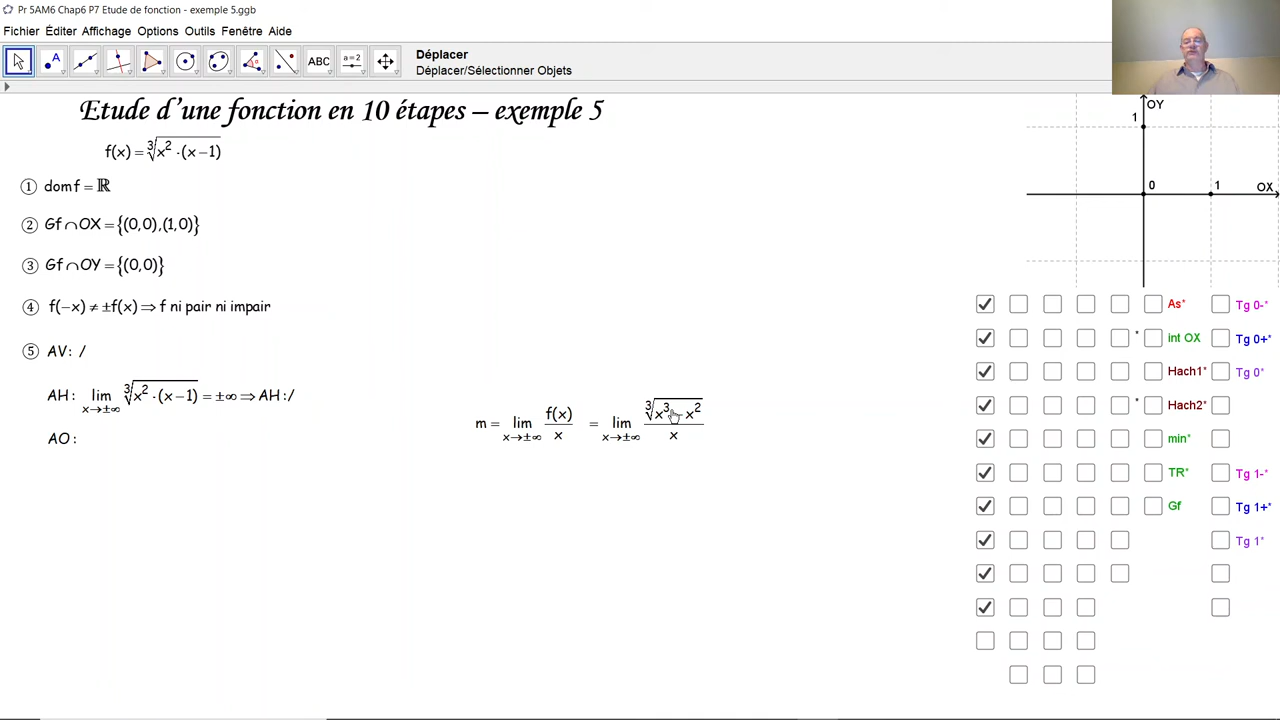 Pr 5AM6 Chap6 P7 Etude de fonction - exemple 5.ggb
Fichier Éditer Affichage Options Outils Fenêtre Aide
A
ABC
a=2
Déplacer
Déplacer/Sélectionner Objets
Etude d'une fonction en 10 étapes – exemple 5
f(x) = ∛(x² · (x − 1))
① dom f = ℝ
② Gf ∩ OX = {(0,0),(1,0)}
③ Gf ∩ OY = {(0,0)}
④ f(−x) ≠ ±f(x) ⇒ f ni pair ni impair
⑤ AV : /
AH : lim x→±∞ ∛(x² · (x − 1)) = ±∞ ⇒ AH : /
AO :
m = lim x→±∞ f(x)/x = lim x→±∞ ∛(x³ − x²)/x
OY
1
0 1 OX
As* Tg 0-*
* int OX Tg 0+*
Hach1* Tg 0*
* Hach2*
min*
TR* Tg 1-*
Gf Tg 1+*
Tg 1*